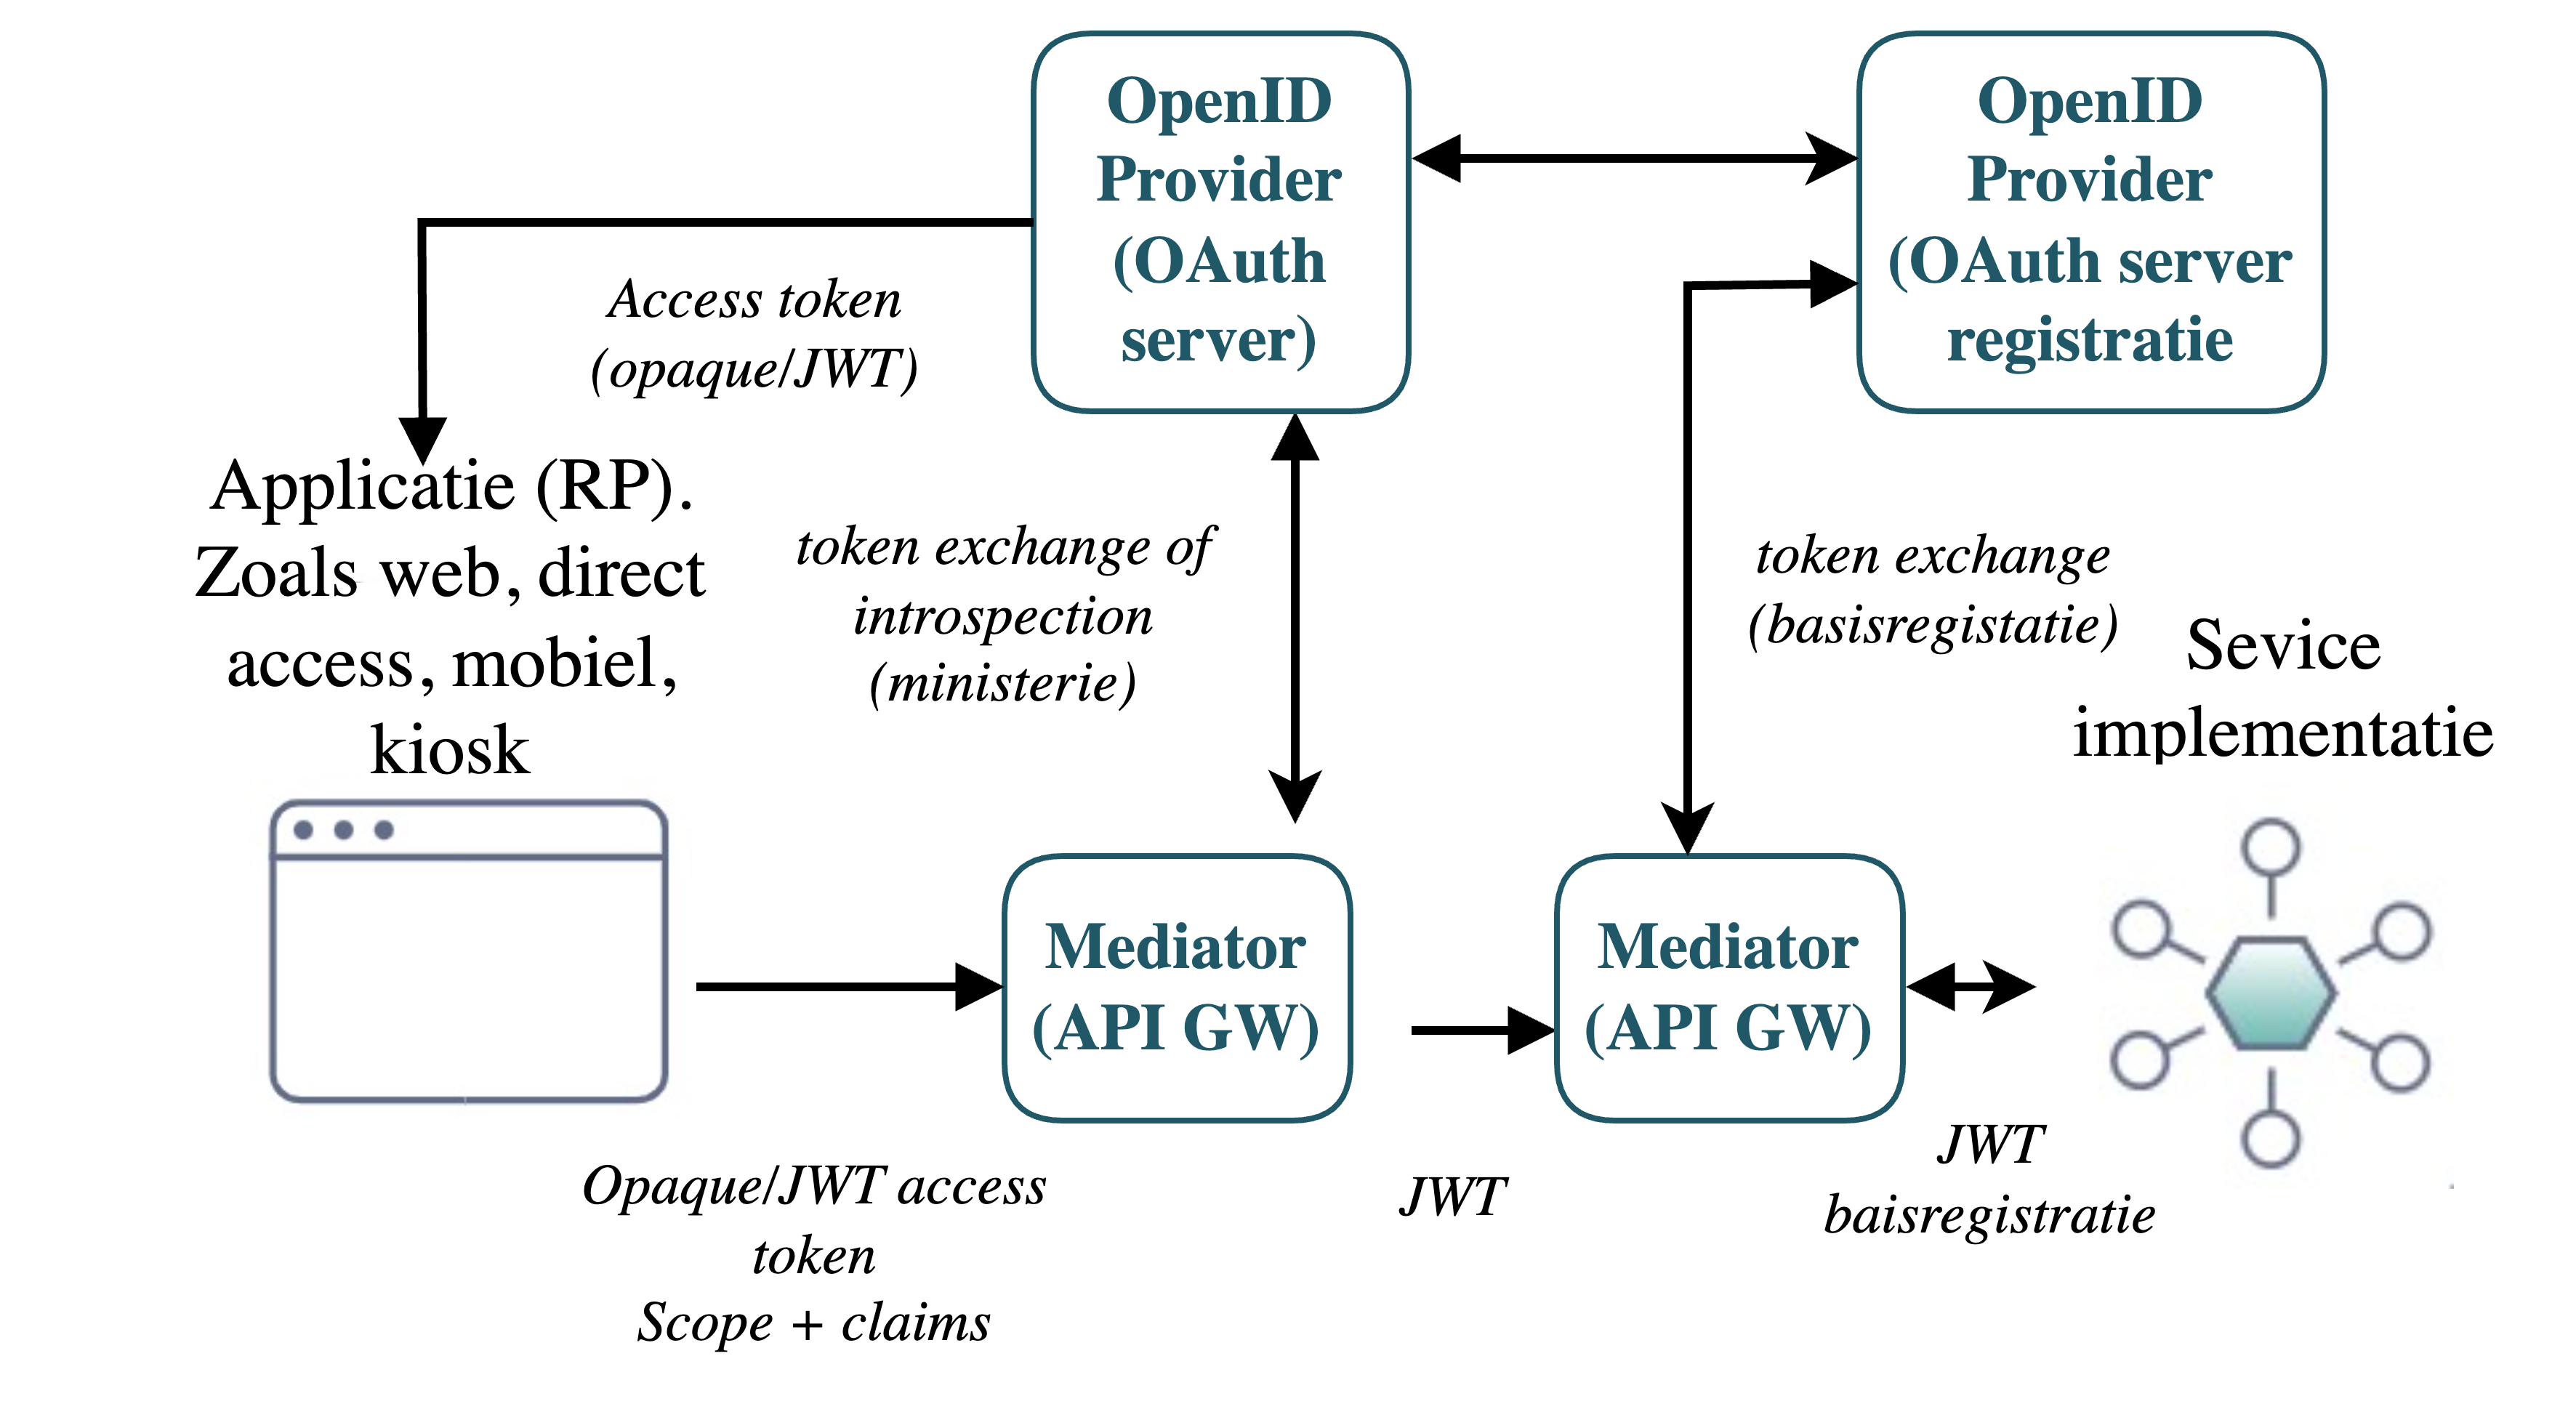 OpenID
Provider
(OAuth
server)
OpenID
Provider
(OAuth server
registratie
Access token
(opaque/JWT)
Applicatie (RP).
Zoals web, direct
access, mobiel,
kiosk
token exchange of
introspection
(ministerie)
token exchange
(basisregistatie)
Sevice
implementatie
Mediator
(API GW)
Mediator
(API GW)
Opaque/JWT access
token
Scope + claims
JWT
JWT
baisregistratie